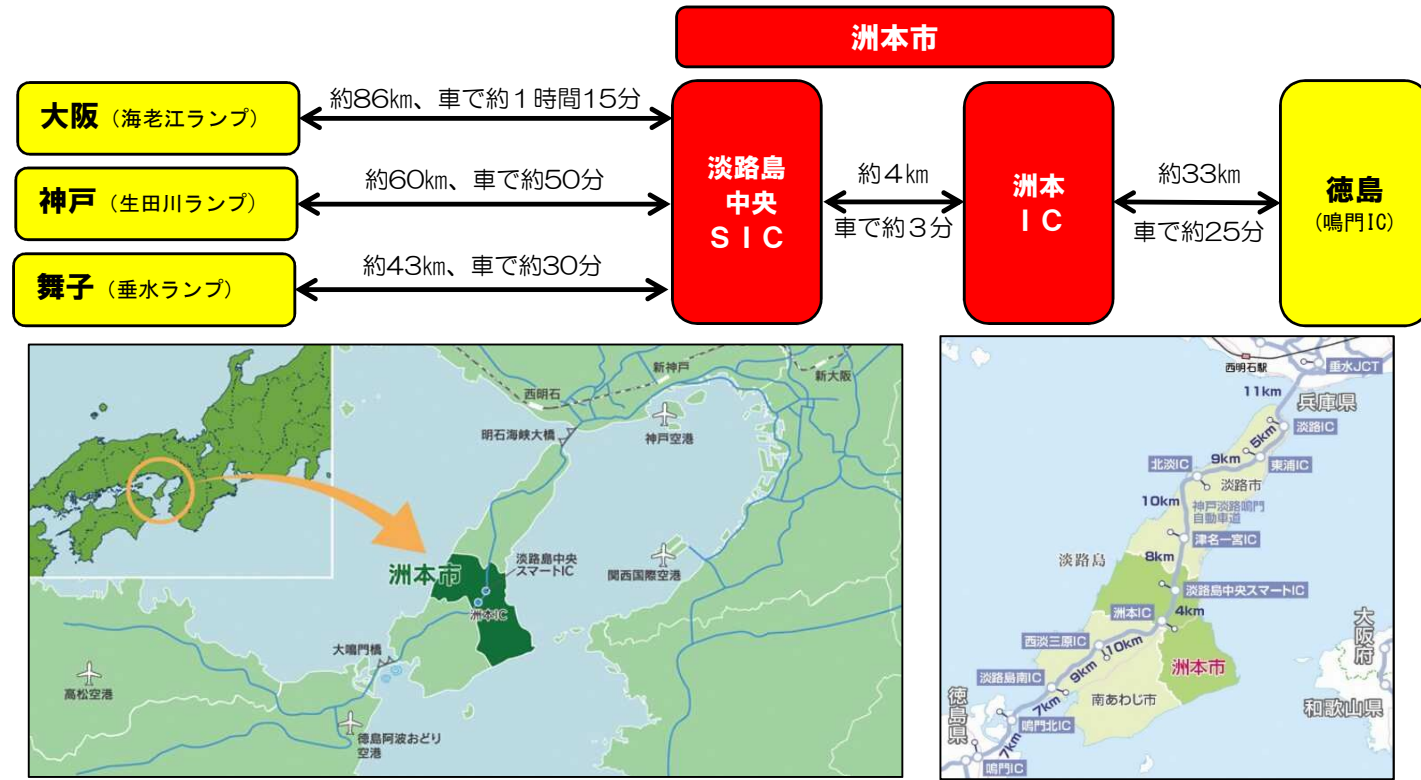 洲本市
大阪（海老江ランプ）
約86㎞、車で約１時間15分
神戸（生田川ランプ）
約60㎞、車で約50分
舞子（垂水ランプ）
約43㎞、車で約30分
淡路島
中央
ＳＩＣ
約４㎞
車で約３分
洲本
ＩＣ
約33㎞
車で約25分
徳島
(鳴門IC)
新神戸
新大阪
西明石
明石海峡大橋
神戸空港
淡路島中央
スマートIC
洲本市
関西国際空港
洲本IC
大鳴門橋
高松空港
徳島阿波おどり
空港
西明石駅
垂水JCT
11km
兵庫県
淡路IC
5km
9km
東浦IC
北淡IC
淡路市
10km
神戸淡路鳴門
自動車道
津名一宮IC
淡路島
8km
淡路島中央スマートIC
洲本IC
4km
西淡三原IC
10km
大阪府
洲本市
淡路島南IC
9km
南あわじ市
7km
和歌山県
徳島県
鳴門北IC
7km
鳴門IC